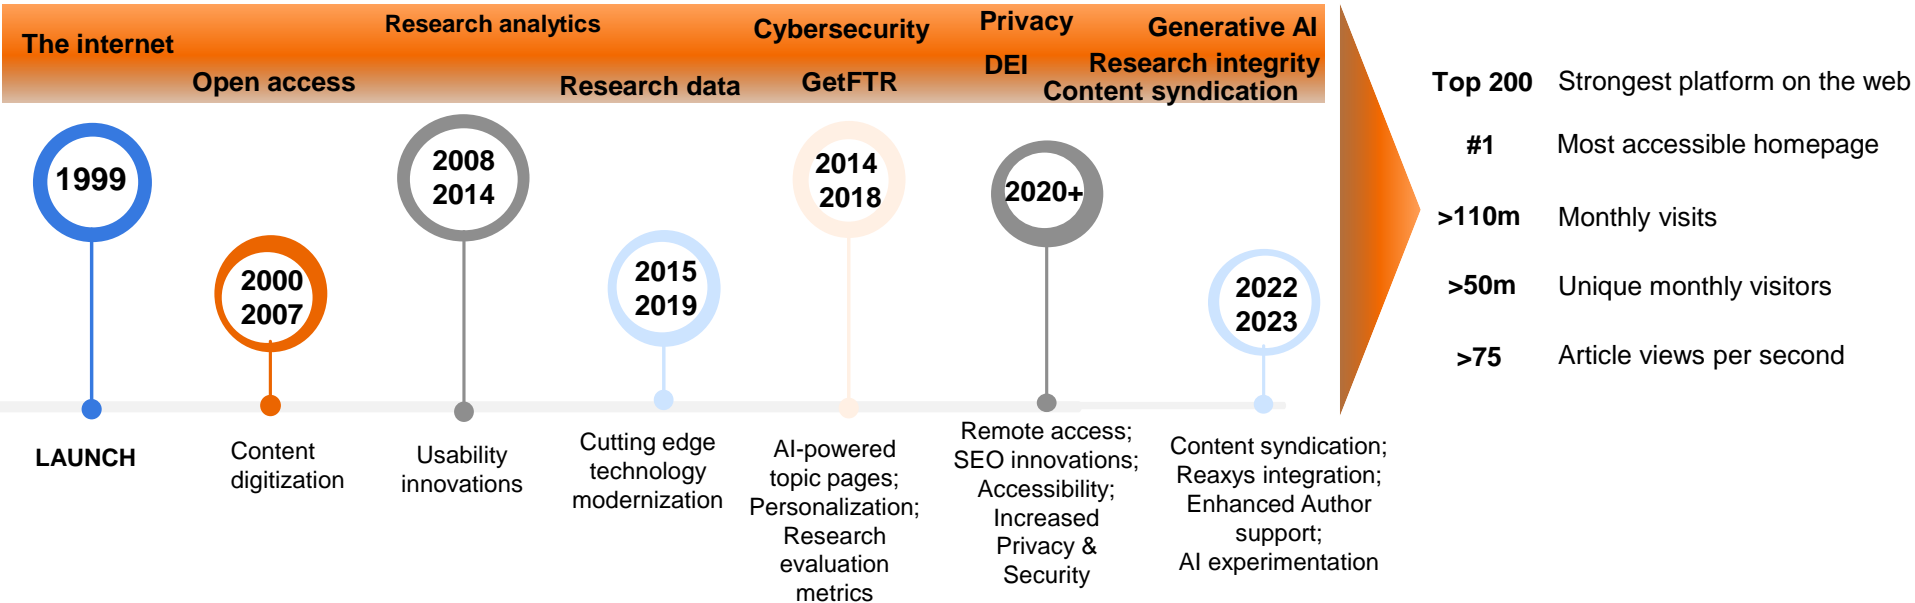 The internet
Open access
Research analytics
Research data
Cybersecurity
GetFTR
Privacy
DEI
Generative AI
Research integrity
Content syndication
1999
2000
2007
2008
2014
2015
2019
2014
2018
2020+
2022
2023
LAUNCH
Content
digitization
Usability
innovations
Cutting edge
technology
modernization
AI-powered
topic pages;
Personalization;
Research
evaluation
metrics
Remote access;
SEO innovations;
Accessibility;
Increased
Privacy &
Security
Content syndication;
Reaxys integration;
Enhanced Author
support;
AI experimentation
Top 200 Strongest platform on the web
#1 Most accessible homepage
>110m Monthly visits
>50m Unique monthly visitors
>75 Article views per second